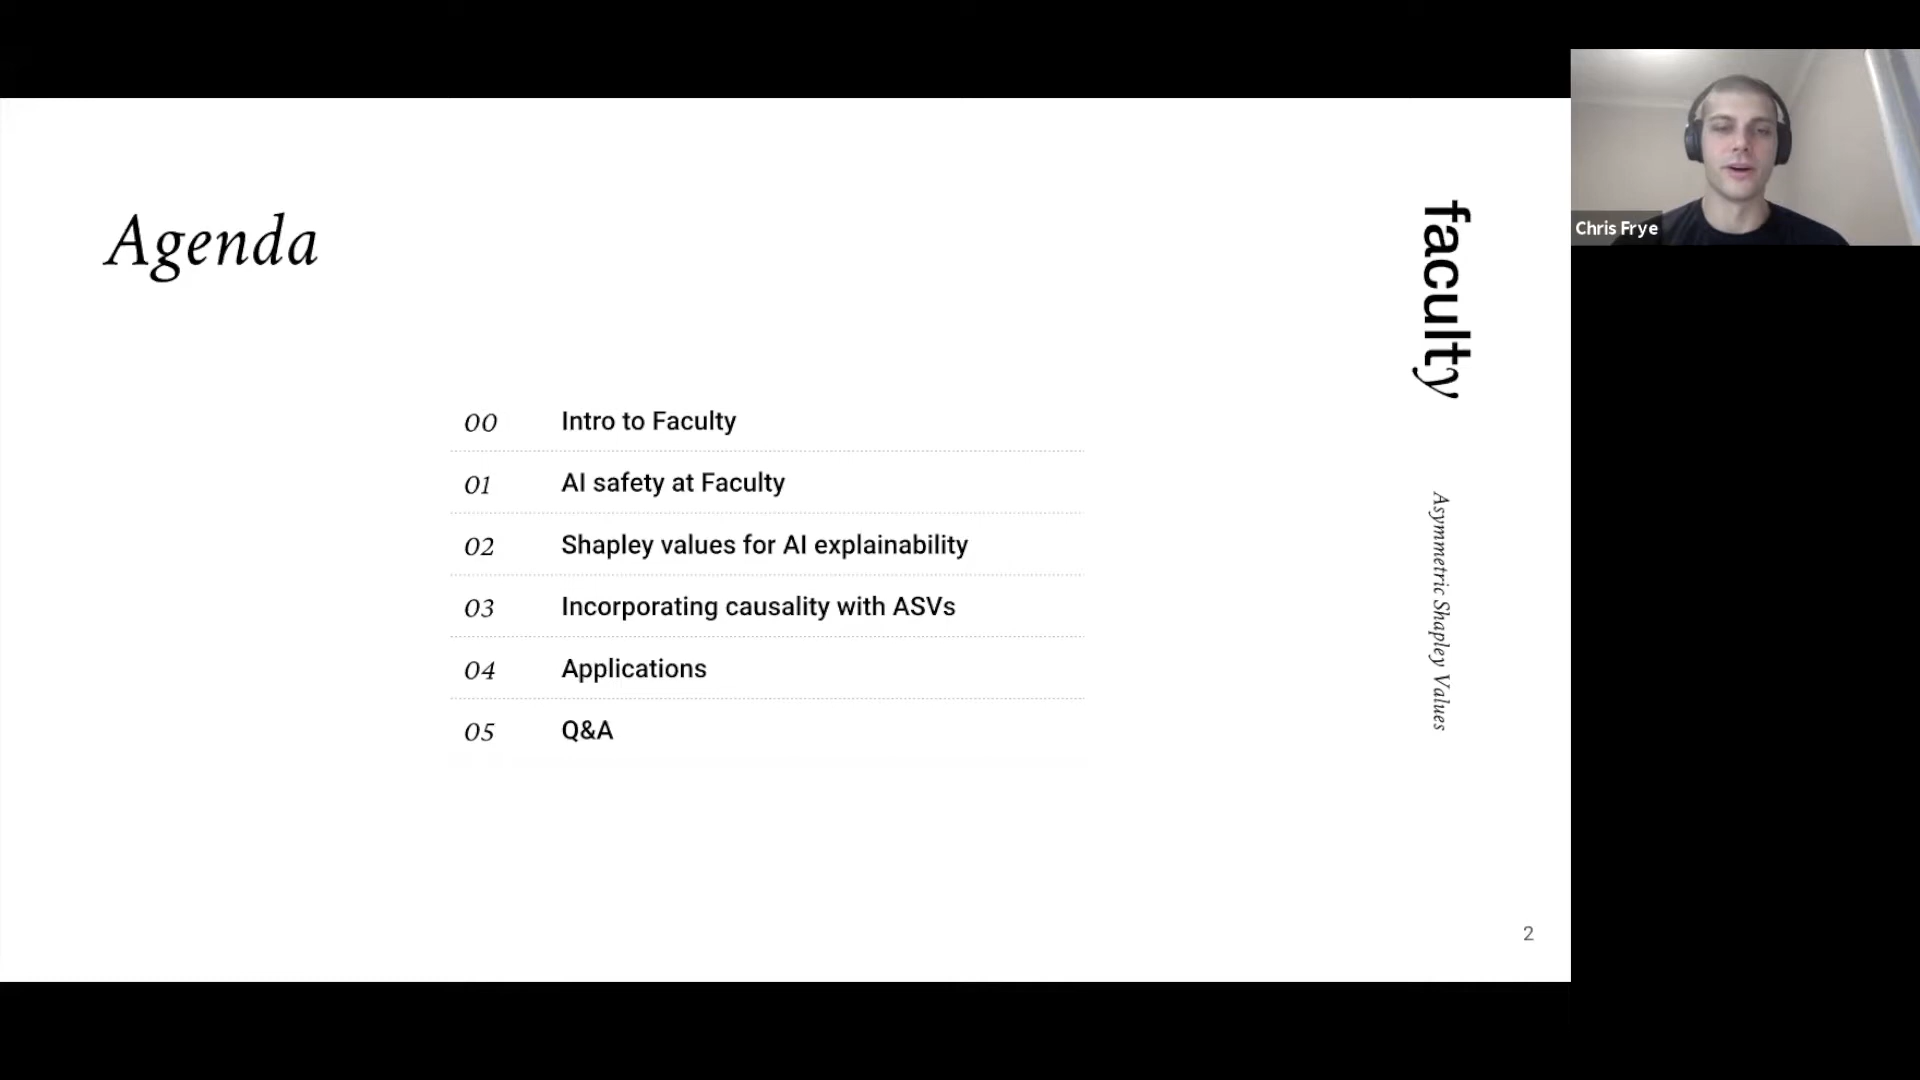 Agenda
00 Intro to Faculty
01 AI safety at Faculty
02 Shapley values for AI explainability
03 Incorporating causality with ASVs
04 Applications
05 Q&A
faculty
Asymmetric Shapley Values
2
Chris Frye